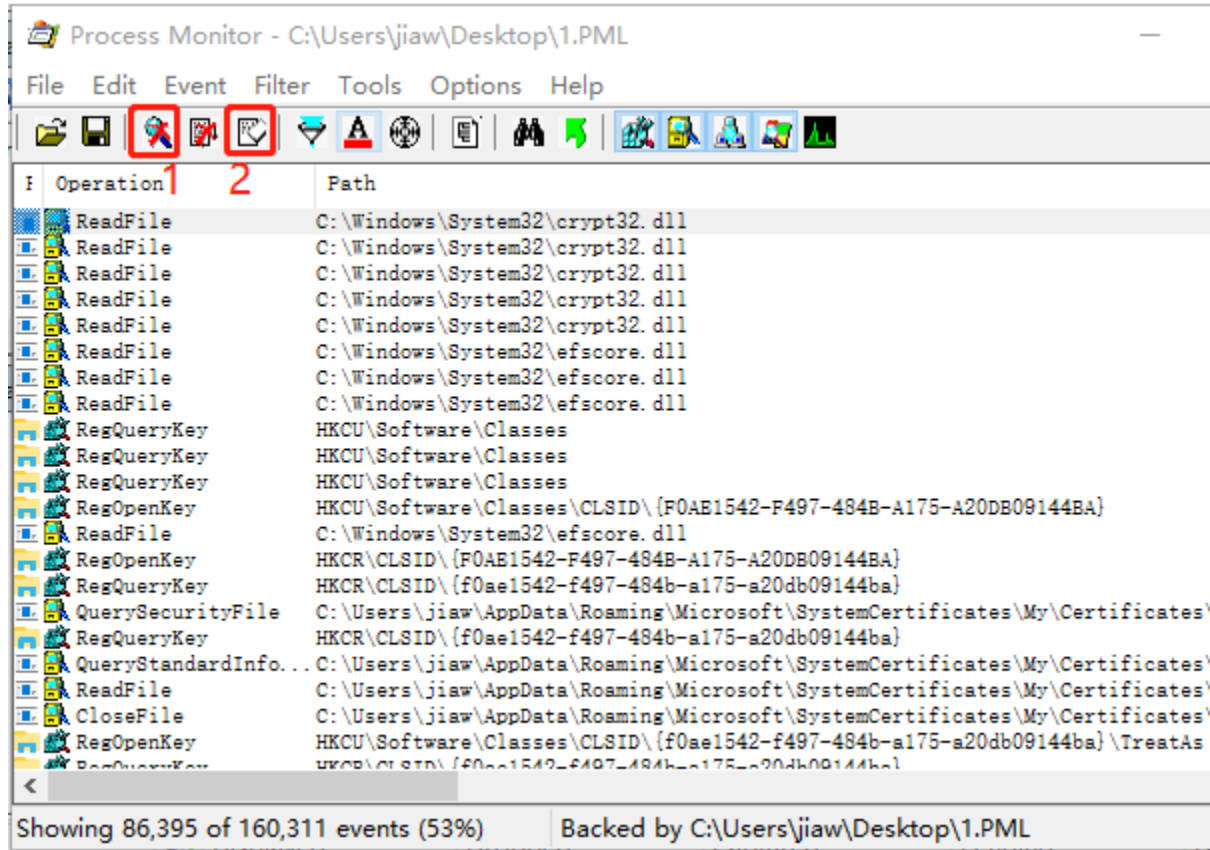 Process Monitor - C:\Users\jiaw\Desktop\1.PML
File Edit Event Filter Tools Options Help
1 2
Operation Path
ReadFile C:\Windows\System32\crypt32.dll
ReadFile C:\Windows\System32\crypt32.dll
ReadFile C:\Windows\System32\crypt32.dll
ReadFile C:\Windows\System32\crypt32.dll
ReadFile C:\Windows\System32\crypt32.dll
ReadFile C:\Windows\System32\efscore.dll
ReadFile C:\Windows\System32\efscore.dll
ReadFile C:\Windows\System32\efscore.dll
RegQueryKey HKCU\Software\Classes
RegQueryKey HKCU\Software\Classes
RegQueryKey HKCU\Software\Classes
RegOpenKey HKCU\Software\Classes\CLSID\{F0AE1542-F497-484B-A175-A20DB09144BA}
ReadFile C:\Windows\System32\efscore.dll
RegOpenKey HKCR\CLSID\{F0AE1542-F497-484B-A175-A20DB09144BA}
RegQueryKey HKCR\CLSID\{f0ae1542-f497-484b-a175-a20db09144ba}
QuerySecurityFile C:\Users\jiaw\AppData\Roaming\Microsoft\SystemCertificates\My\Certificates\
RegQueryKey HKCR\CLSID\{f0ae1542-f497-484b-a175-a20db09144ba}
QueryStandardInfo... C:\Users\jiaw\AppData\Roaming\Microsoft\SystemCertificates\My\Certificates\
ReadFile C:\Users\jiaw\AppData\Roaming\Microsoft\SystemCertificates\My\Certificates\
CloseFile C:\Users\jiaw\AppData\Roaming\Microsoft\SystemCertificates\My\Certificates\
RegOpenKey HKCU\Software\Classes\CLSID\{f0ae1542-f497-484b-a175-a20db09144ba}\TreatAs
RegQueryKey HKCR\CLSID\{f0ae1542-f497-484b-a175-a20db09144ba}
Showing 86,395 of 160,311 events (53%) Backed by C:\Users\jiaw\Desktop\1.PML